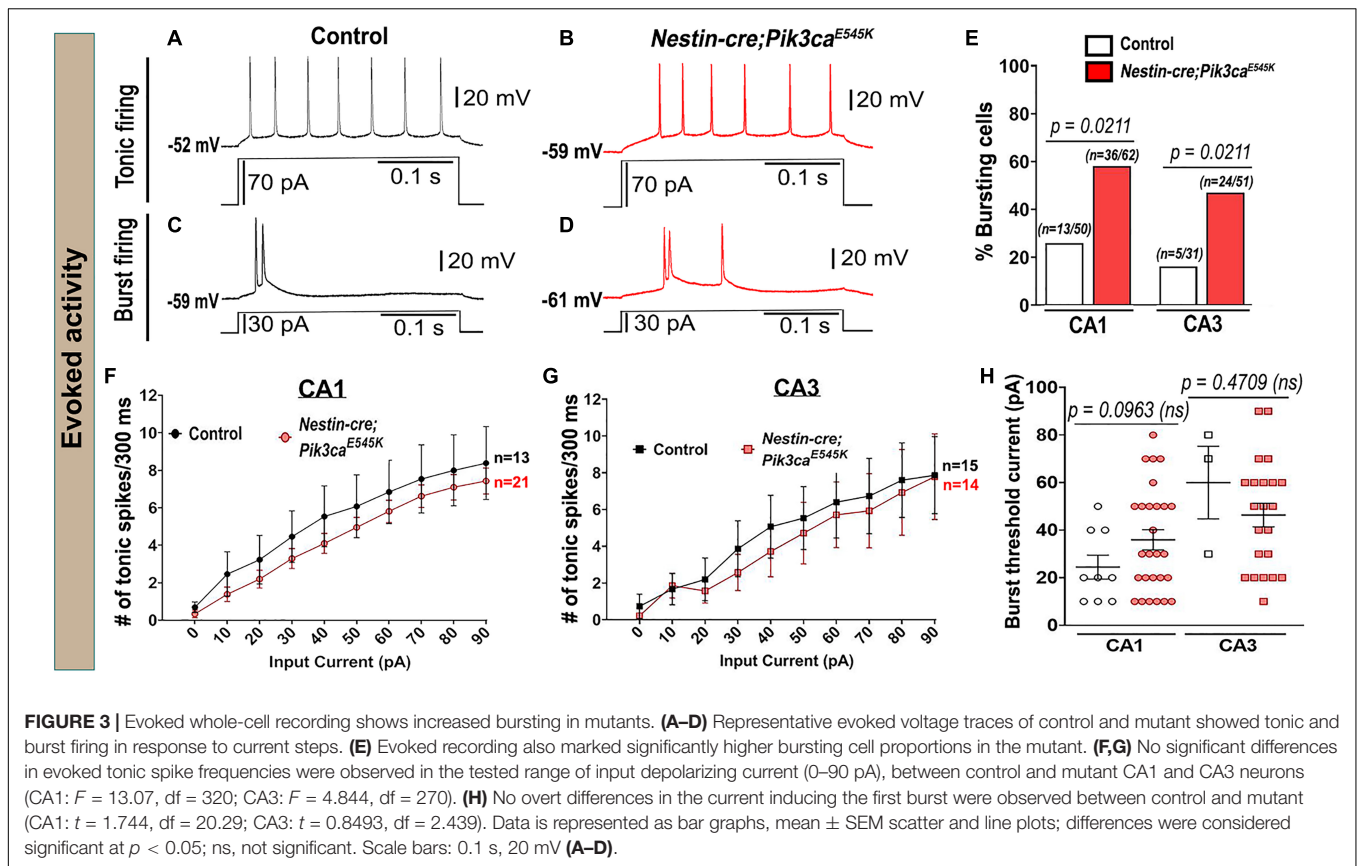 Evoked activity
Tonic firing
Burst firing
A
Control
-52 mV
20 mV
70 pA
0.1 s
B
Nestin-cre;Pik3ca^E545K
-59 mV
20 mV
70 pA
0.1 s
C
-59 mV
20 mV
30 pA
0.1 s
D
-61 mV
20 mV
30 pA
0.1 s
E
Control
Nestin-cre;Pik3ca^E545K
% Bursting cells
100
80
60
40
20
0
p = 0.0211
p = 0.0211
(n=13/50)
(n=36/62)
(n=5/31)
(n=24/51)
CA1
CA3
F
CA1
Control
Nestin-cre;
Pik3ca^E545K
n=13
n=21
# of tonic spikes/300 ms
12
10
8
6
4
2
0
0 10 20 30 40 50 60 70 80 90
Input Current (pA)
G
CA3
Control
Nestin-cre;
Pik3ca^E545K
n=15
n=14
# of tonic spikes/300 ms
12
10
8
6
4
2
0
0 10 20 30 40 50 60 70 80 90
Input Current (pA)
H
p = 0.4709 (ns)
p = 0.0963 (ns)
Burst threshold current (pA)
100
80
60
40
20
0
CA1
CA3
FIGURE 3 | Evoked whole-cell recording shows increased bursting in mutants. (A–D) Representative evoked voltage traces of control and mutant showed tonic and
burst firing in response to current steps. (E) Evoked recording also marked significantly higher bursting cell proportions in the mutant. (F,G) No significant differences
in evoked tonic spike frequencies were observed in the tested range of input depolarizing current (0–90 pA), between control and mutant CA1 and CA3 neurons
(CA1: F = 13.07, df = 320; CA3: F = 4.844, df = 270). (H) No overt differences in the current inducing the first burst were observed between control and mutant
(CA1: t = 1.744, df = 20.29; CA3: t = 0.8493, df = 2.439). Data is represented as bar graphs, mean ± SEM scatter and line plots; differences were considered
significant at p < 0.05; ns, not significant. Scale bars: 0.1 s, 20 mV (A–D).